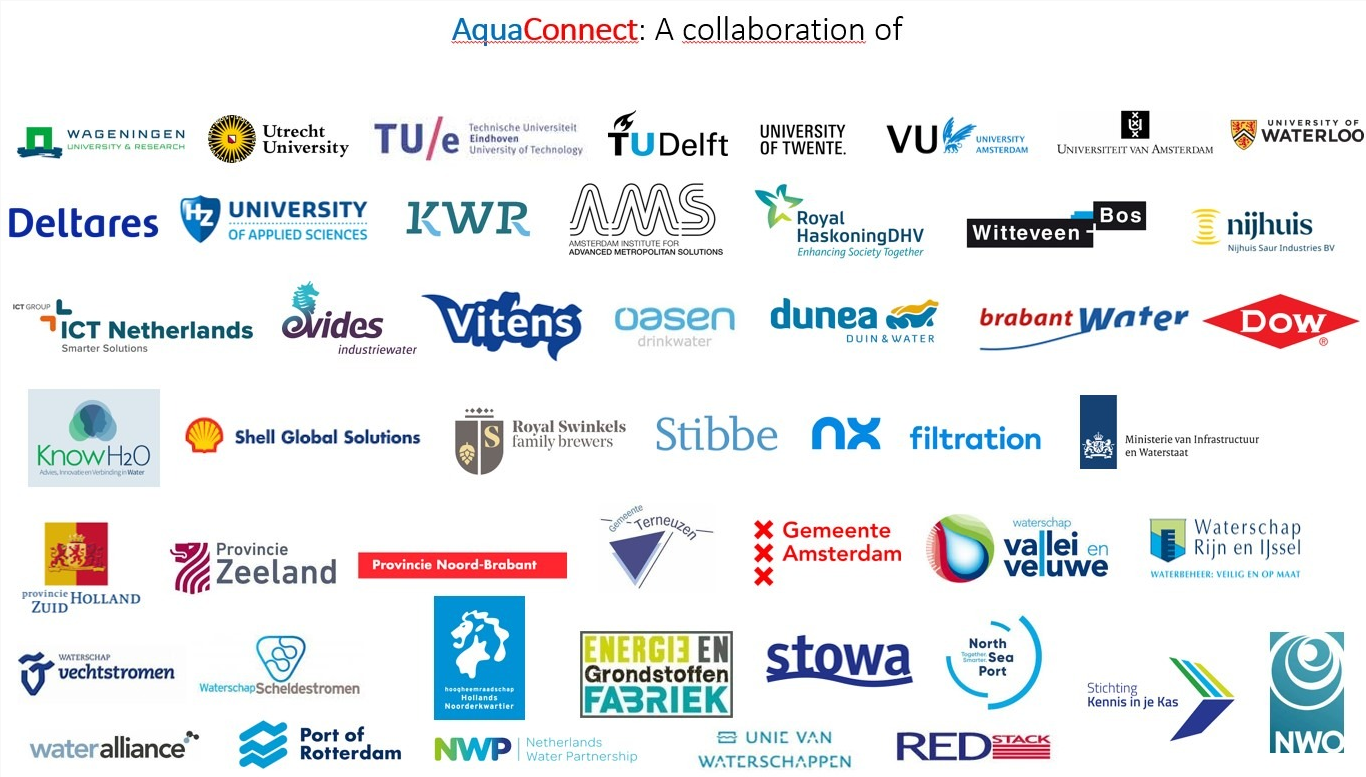 AquaConnect: A collaboration of
WAGENINGEN
UNIVERSITY & RESEARCH
Utrecht
University
TU/e
Technische Universiteit
Eindhoven
University of Technology
TU Delft
UNIVERSITY
OF TWENTE.
VU
UNIVERSITY
AMSTERDAM
UNIVERSITEIT VAN AMSTERDAM
UNIVERSITY OF
WATERLOO
Deltares
HZ
UNIVERSITY
OF APPLIED SCIENCES
KWR
AMS
AMSTERDAM INSTITUTE FOR
ADVANCED METROPOLITAN SOLUTIONS
Royal
HaskoningDHV
Enhancing Society Together
Witteveen + Bos
nijhuis
Nijhuis Saur Industries BV
ICT GROUP
ICT Netherlands
Smarter Solutions
evides
industriewater
Vitens
oasen
drinkwater
dunea
DUIN & WATER
brabant Water
DOW
®
KnowH2O
Advies, Innovatie en Verbinding in Water
Shell Global Solutions
S
Royal Swinkels
family brewers
Stibbe
nx filtration
Ministerie van Infrastructuur
en Waterstaat
provincie
ZUID HOLLAND
Provincie
Zeeland
Provincie Noord-Brabant
Gemeente
Terneuzen
Gemeente
Amsterdam
waterschap
vallei en
veluwe
Waterschap
Rijn en IJssel
WATERBEHEER: VEILIG EN OP MAAT
WATERSCHAP
vechtstromen
Waterschap Scheldestromen
hoogheemraadschap
Hollands
Noorderkwartier
ENERGIE EN
Grondstoffen
FABRIEK
stowa
North
Together. Sea
Smarter.
Port
Stichting
Kennis in je Kas
NWO
wateralliance
Port of
Rotterdam
NWP
Netherlands
Water Partnership
UNIE VAN
WATERSCHAPPEN
REDSTACK